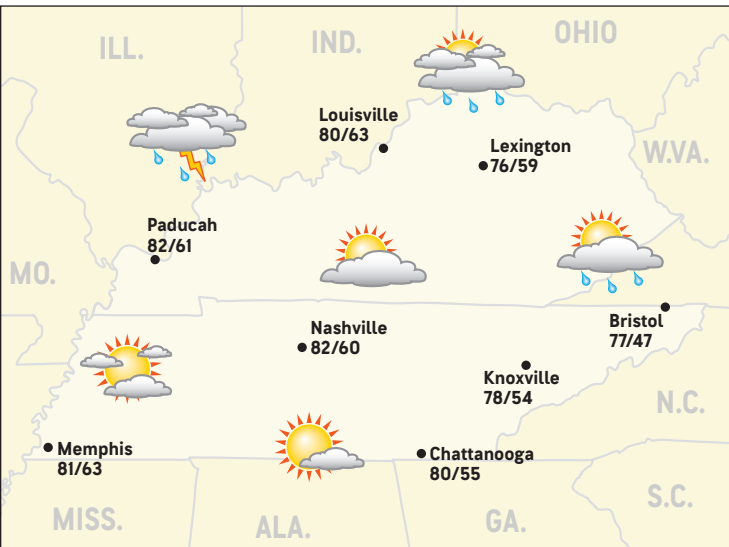 ILL.
IND.
OHIO
Louisville
80/63
Lexington
76/59
W.VA.
Paducah
82/61
MO.
Nashville
82/60
Bristol
77/47
Knoxville
78/54
N.C.
Memphis
81/63
Chattanooga
80/55
MISS.
ALA.
GA.
S.C.